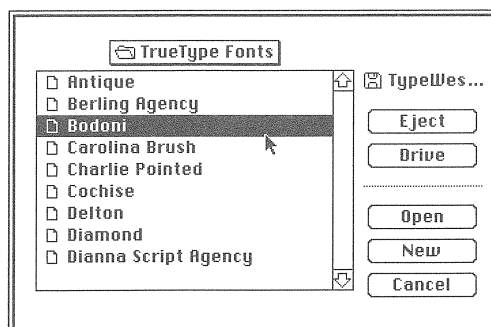 TrueType Fonts
Antique
Berling Agency
Bodoni
Carolina Brush
Charlie Pointed
Cochise
Delton
Diamond
Dianna Script Agency
TypeWes...
Eject
Drive
Open
New
Cancel